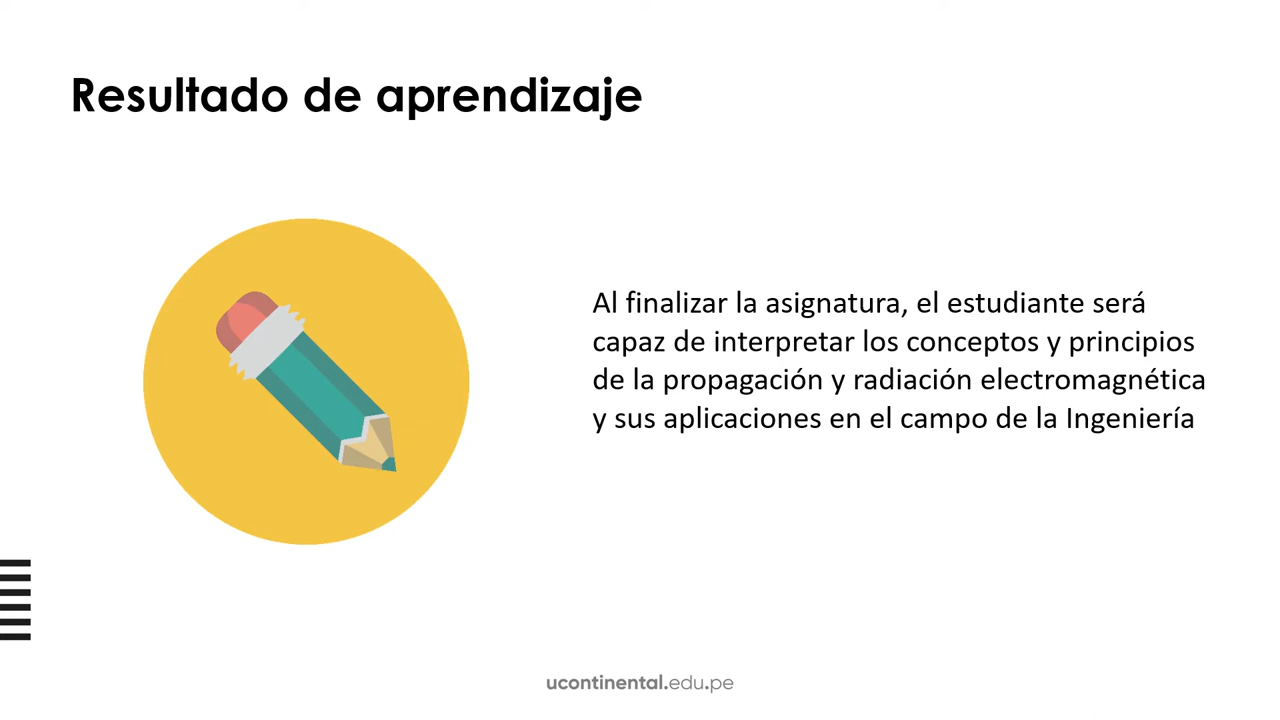 Resultado de aprendizaje
Al finalizar la asignatura, el estudiante será
capaz de interpretar los conceptos y principios
de la propagación y radiación electromagnética
y sus aplicaciones en el campo de la Ingeniería
ucontinental.edu.pe